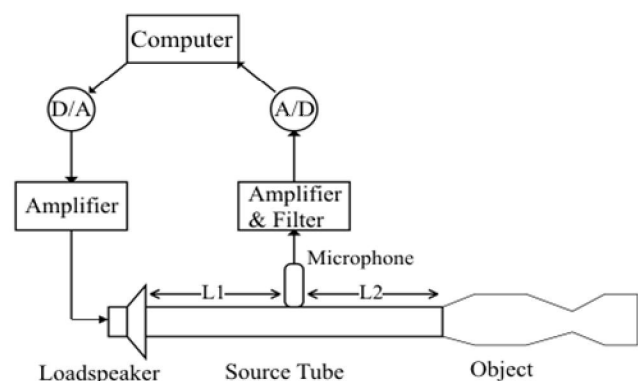 Computer
D/A
A/D
Amplifier
Amplifier
& Filter
Microphone
L1
L2
Loadspeaker
Source Tube
Object